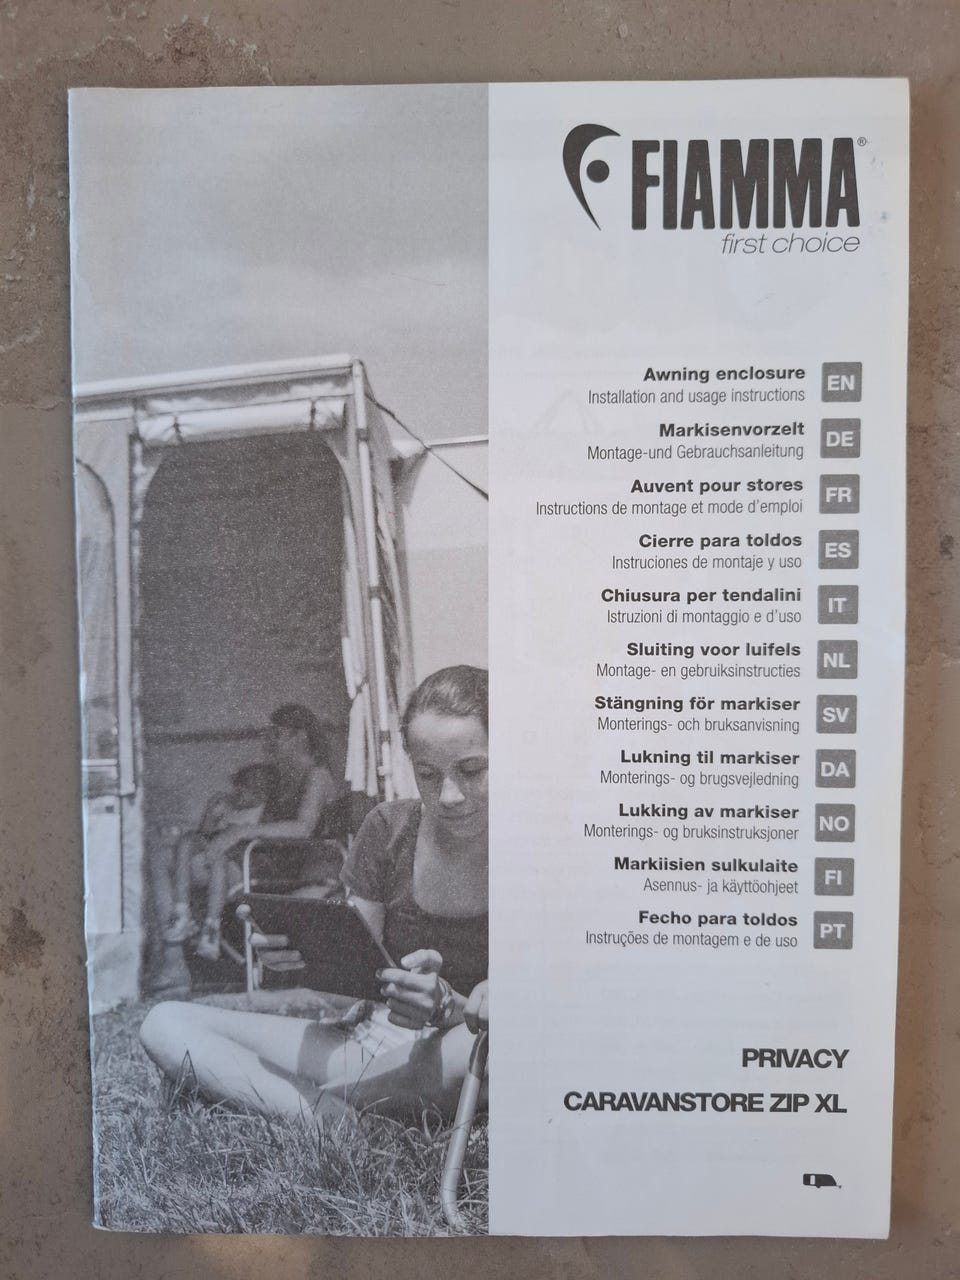 FIAMMA®
first choice
Awning enclosure
Installation and usage instructions
EN
Markisenvorzelt
Montage-und Gebrauchsanleitung
DE
Auvent pour stores
Instructions de montage et mode d'emploi
FR
Cierre para toldos
Instruciones de montaje y uso
ES
Chiusura per tendalini
Istruzioni di montaggio e d'uso
IT
Sluiting voor luifels
Montage- en gebruiksinstructies
NL
Stängning för markiser
Monterings- och bruksanvisning
SV
Lukning til markiser
Monterings- og brugsvejledning
DA
Lukking av markiser
Monterings- og bruksinstruksjoner
NO
Markiisien sulkulaite
Asennus- ja käyttöohjeet
FI
Fecho para toldos
Instruções de montagem e de uso
PT
PRIVACY
CARAVANSTORE ZIP XL